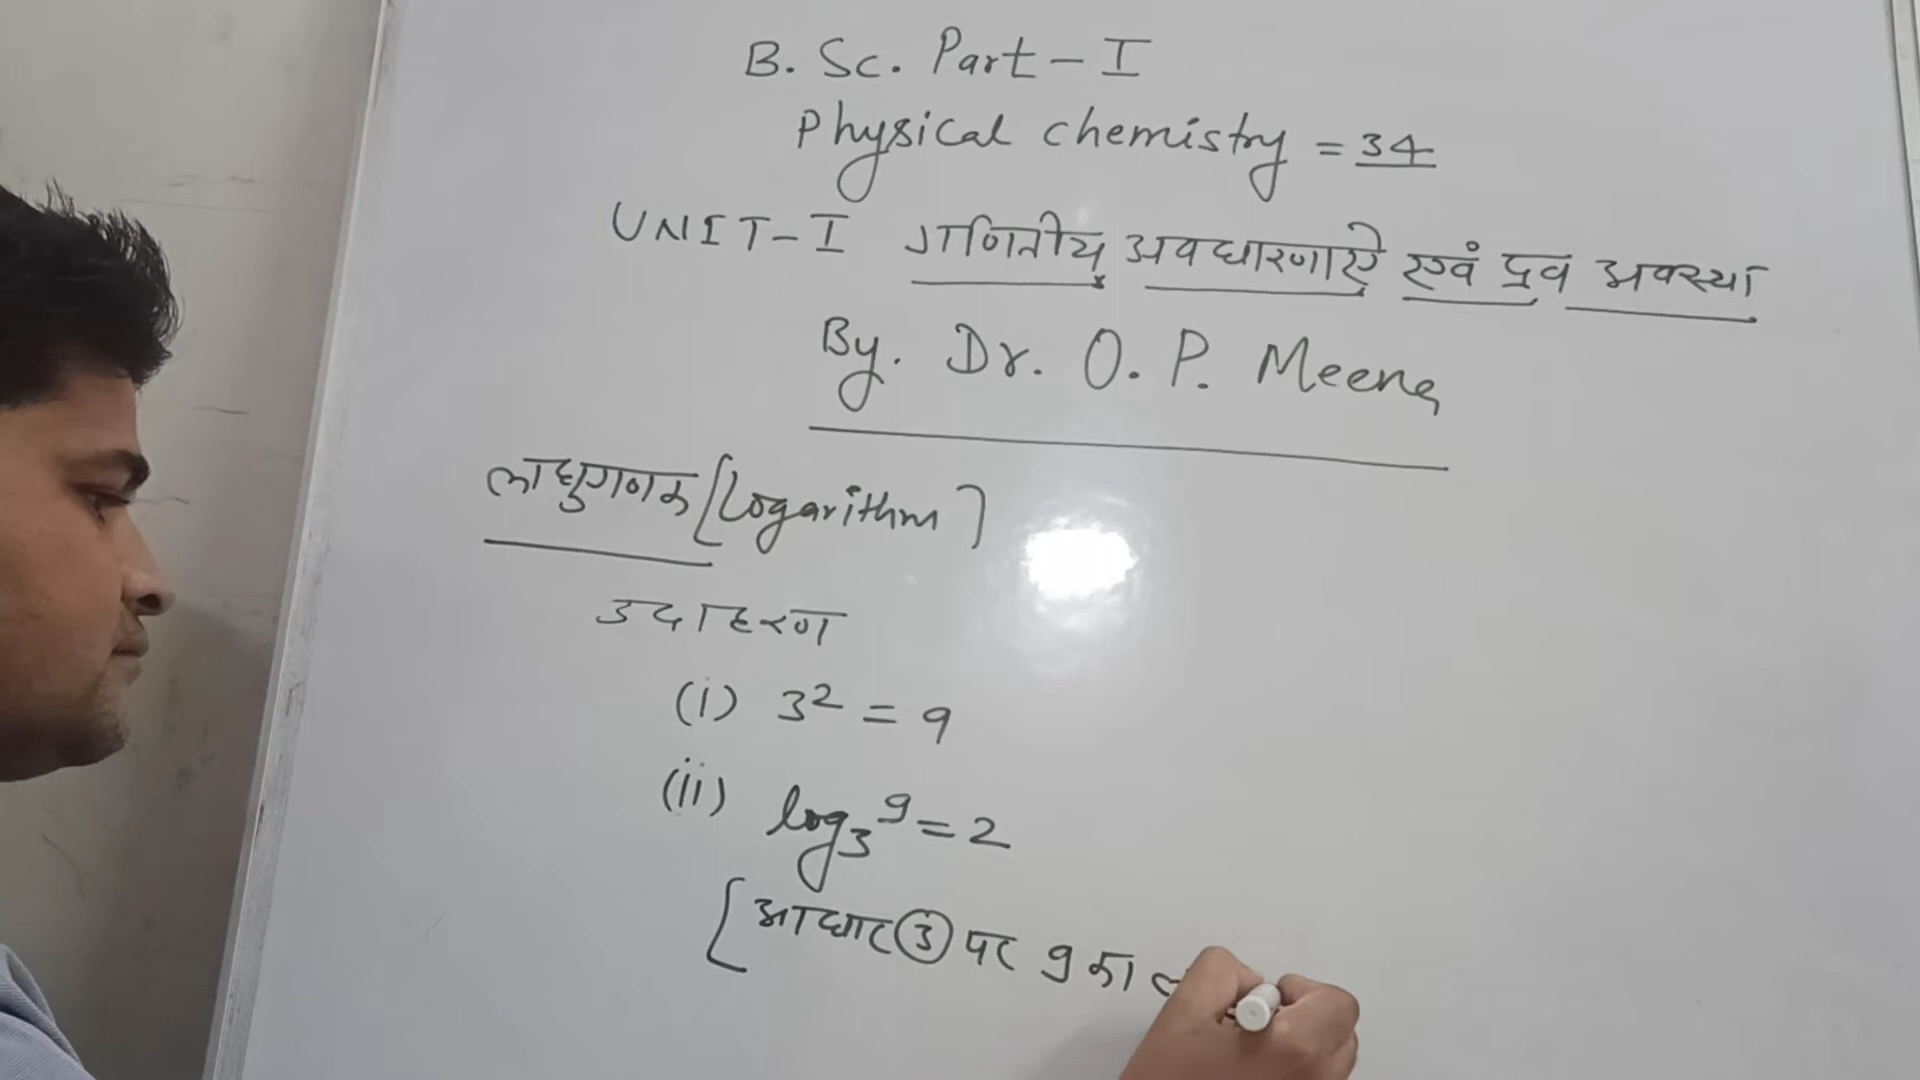 B. Sc. Part - I
Physical chemistry = 34
UNIT-I गणितीय अवधारणाऐ एवं द्रव अवस्था
By. Dr. O. P. Meena
लघुगणक [Logarithm]
उदाहरण
(i) 3² = 9
(ii) log₃⁹ = 2
[आधार ③ पर 9 का